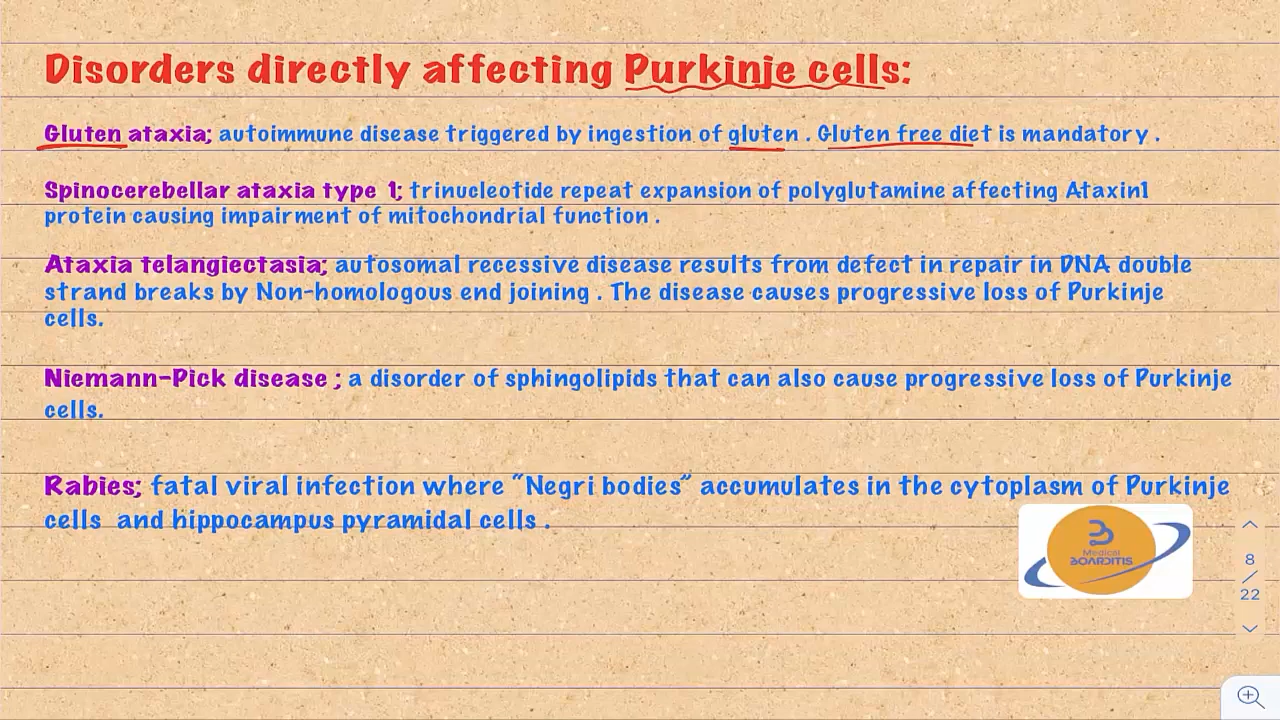 Disorders directly affecting Purkinje cells:
Gluten ataxia; autoimmune disease triggered by ingestion of gluten . Gluten free diet is mandatory .
Spinocerebellar ataxia type 1; trinucleotide repeat expansion of polyglutamine affecting Ataxin1
protein causing impairment of mitochondrial function .
Ataxia telangiectasia; autosomal recessive disease results from defect in repair in DNA double
strand breaks by Non-homologous end joining . The disease causes progressive loss of Purkinje
cells.
Niemann-Pick disease ; a disorder of sphingolipids that can also cause progressive loss of Purkinje
cells.
Rabies; fatal viral infection where “Negri bodies” accumulates in the cytoplasm of Purkinje
cells and hippocampus pyramidal cells .
Medical
BOARDITIS
8
/
22